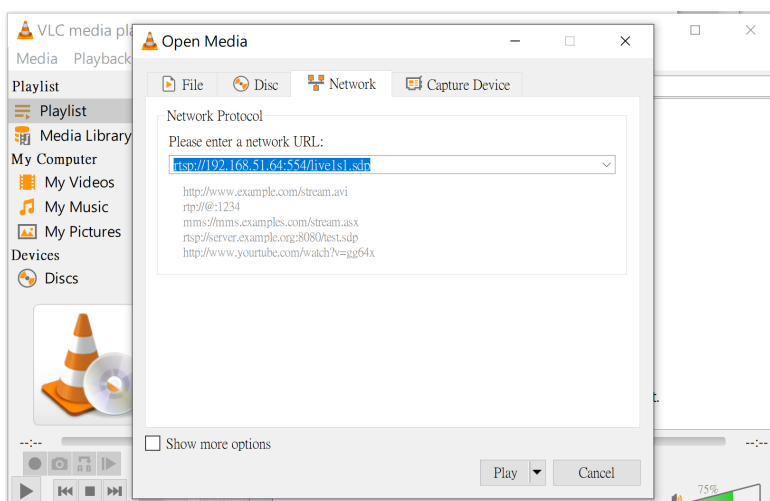 VLC media pla
Media Playback
Playlist
Playlist
Media Library
My Computer
My Videos
My Music
My Pictures
Devices
Discs
Open Media
File Disc Network Capture Device
Network Protocol
Please enter a network URL:
rtsp://192.168.51.64:554/live1s1.sdp
http://www.example.com/stream.avi
rtp://@:1234
mms://mms.examples.com/stream.asx
rtsp://server.example.org:8080/test.sdp
http://www.yourtube.com/watch?v=gg64x
Show more options
Play Cancel
t.
--:-- --:--
75%